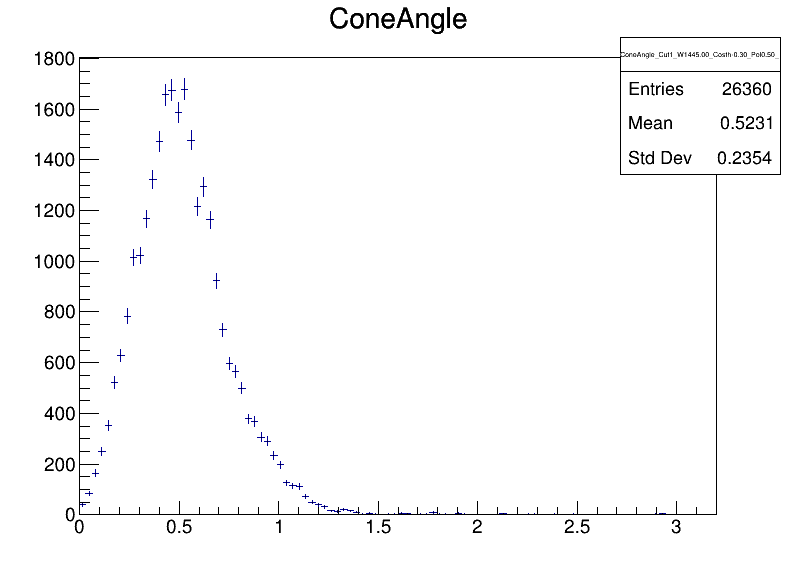 ConeAngle
ConeAngle_Cut1_W1445.00_Costh-0.30_Pol0.50_
Entries 26360
Mean 0.5231
Std Dev 0.2354
1800
1600
1400
1200
1000
800
600
400
200
0
0 0.5 1 1.5 2 2.5 3